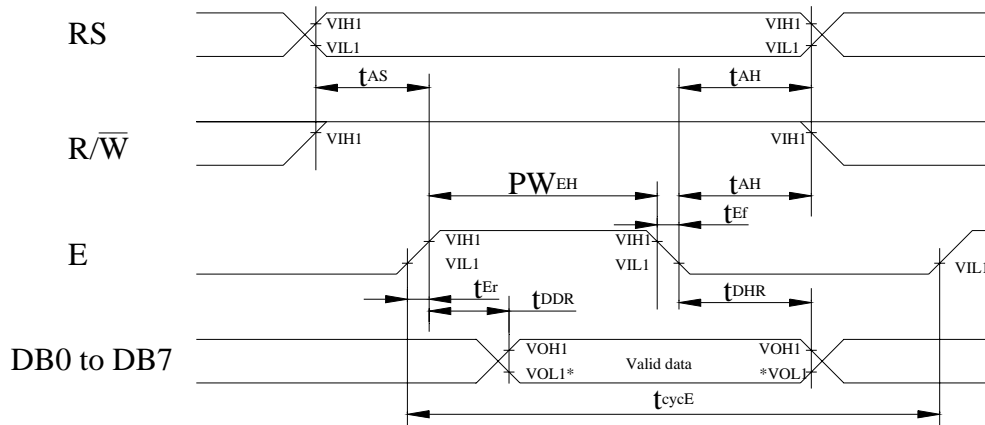 RS
VIH1
VIL1
VIH1
VIL1
tAS
tAH
R/W̅
VIH1
VIH1
PWEH
tAH
tEf
E
VIH1
VIL1
VIH1
VIL1
VIL1
tEr
tDDR
tDHR
DB0 to DB7
VOH1
VOL1*
Valid data
VOH1
*VOL1
tcycE